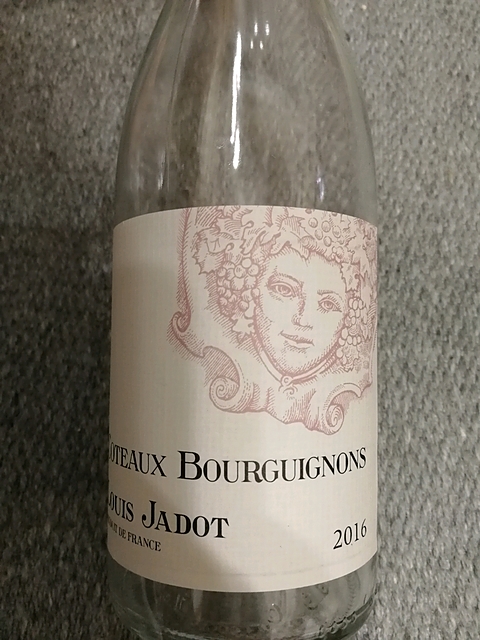 OTEAUX BOURGUIGNONS
OUIS JADOT
DE FRANCE
2016